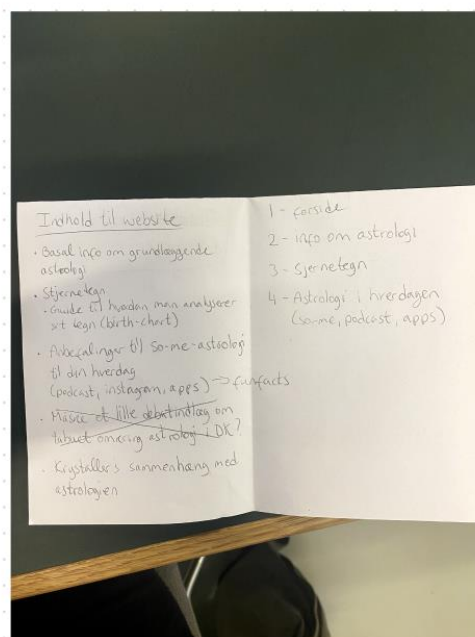 Indhold til website
· Basal info om grundlæggende
astrologi
· Stjernetegn
- Guide til hvordan man analyserer
sit tegn (birth-chart)
· Anbefalinger til so-me-astrologi
til din hverdag
(podcast, instagram, apps) -> funfacts
· Måske et lille debatindlæg om
tabuet omkring astrologi i DK?
· Krystallers sammenhæng med
astrologien
1 - forside
2 - info om astrologi
3 - Stjernetegn
4 - Astrologi i hverdagen
(so-me, podcast, apps)